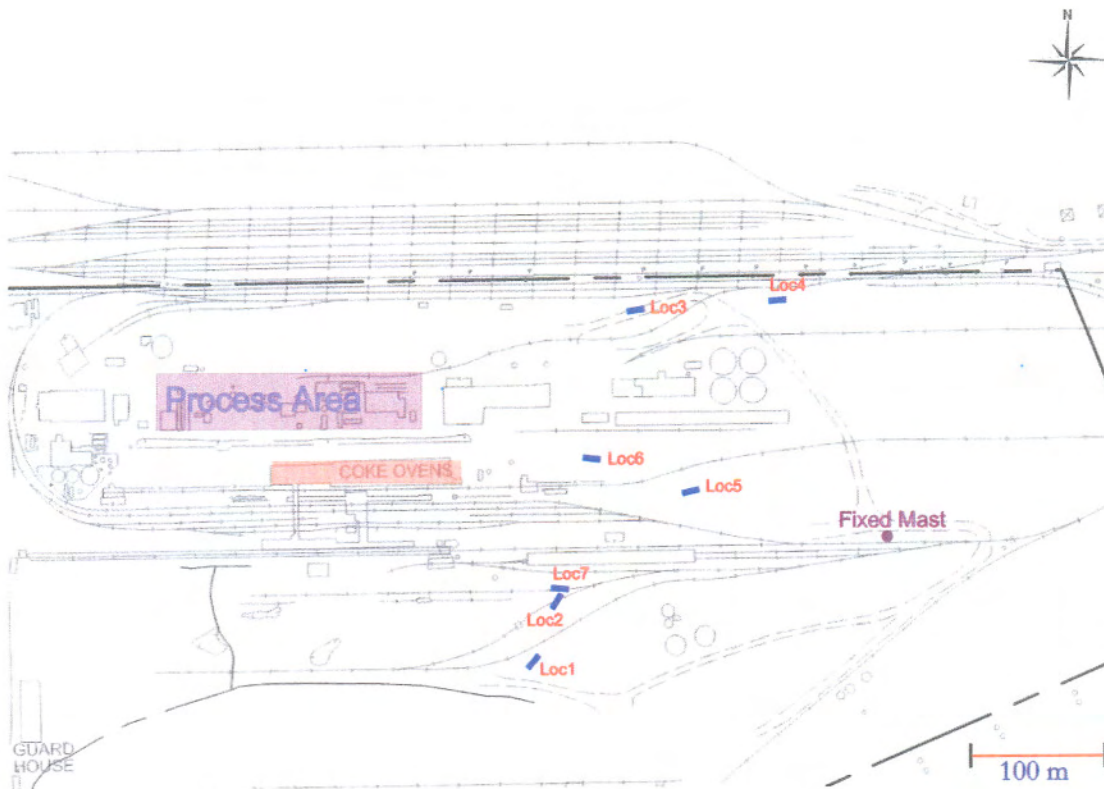 N
Loc4
Loc3
Process Area
Loc6
COKE OVENS
Loc5
Fixed Mast
Loc7
Loc2
Loc1
GUARD
HOUSE
100 m